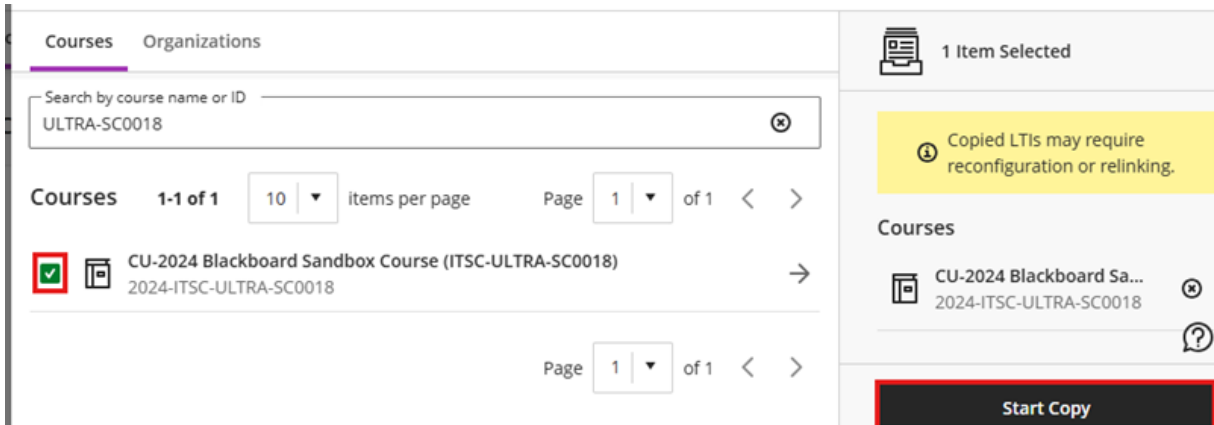 Courses Organizations
Search by course name or ID
ULTRA-SC0018
Courses 1-1 of 1 10 items per page Page 1 of 1
CU-2024 Blackboard Sandbox Course (ITSC-ULTRA-SC0018)
2024-ITSC-ULTRA-SC0018
Page 1 of 1
1 Item Selected
Copied LTIs may require
reconfiguration or relinking.
Courses
CU-2024 Blackboard Sa...
2024-ITSC-ULTRA-SC0018
Start Copy